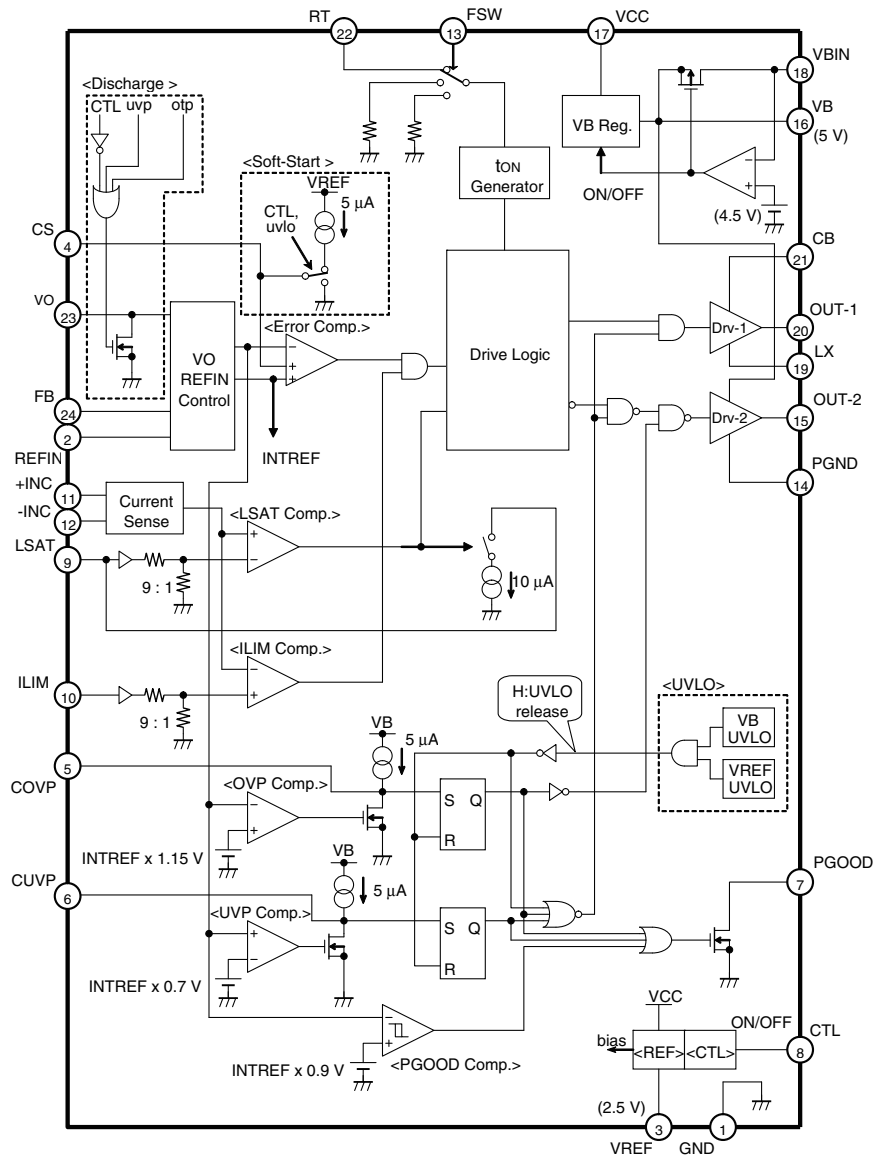 RT
22
FSW
13
VCC
17
VBIN
18
VB
16
(5 V)
<Discharge >
CTL uvp otp
<Soft-Start >
VREF
5 μA
CTL,
uvlo
tON
Generator
VB Reg.
ON/OFF
(4.5 V)
CS
4
CB
21
VO
23
<Error Comp.>
VO
REFIN
Control
Drive Logic
Drv-1
OUT-1
20
LX
19
FB
24
2
REFIN
INTREF
Drv-2
OUT-2
15
PGND
14
+INC
11
-INC
12
Current
Sense
<LSAT Comp.>
LSAT
9
9 : 1
10 μA
<ILIM Comp.>
ILIM
10
9 : 1
H:UVLO
release
<UVLO>
VB
UVLO
VREF
UVLO
VB
5 μA
5
COVP
<OVP Comp.>
S Q
R
INTREF x 1.15 V
VB
5 μA
CUVP
6
<UVP Comp.>
S Q
R
INTREF x 0.7 V
PGOOD
7
INTREF x 0.9 V
<PGOOD Comp.>
VCC
ON/OFF
CTL
8
bias
<REF>
<CTL>
(2.5 V)
3
VREF
1
GND